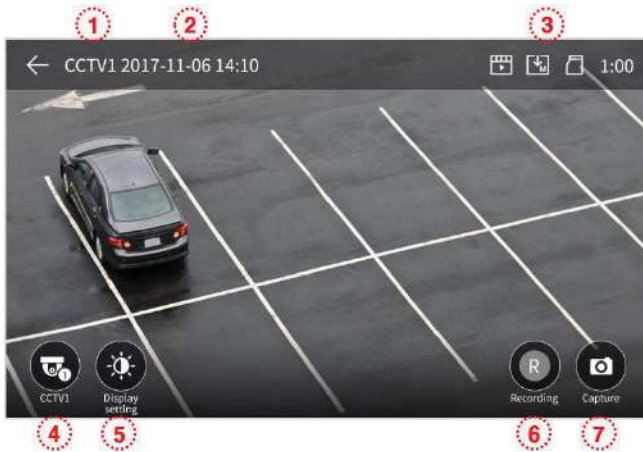 1 2 3
CCTV1 2017-11-06 14:10 M 1:00
1
CCTV1
Display
setting
R
Recording
Capture
4 5 6 7